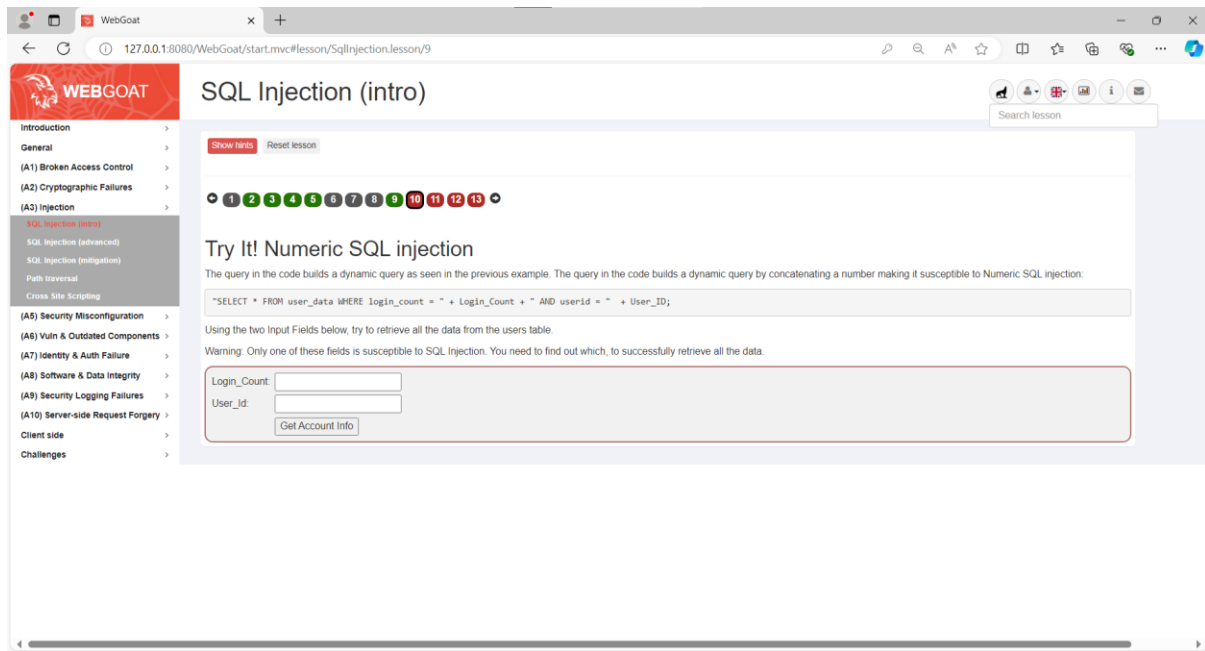 WebGoat
127.0.0.1:8080/WebGoat/start.mvc#lesson/SqlInjection.lesson/9
WEBGOAT
SQL Injection (intro)
Search lesson
Introduction
General
(A1) Broken Access Control
(A2) Cryptographic Failures
(A3) Injection
SQL Injection (intro)
SQL Injection (advanced)
SQL Injection (mitigation)
Path traversal
Cross Site Scripting
(A5) Security Misconfiguration
(A6) Vuln & Outdated Components
(A7) Identity & Auth Failure
(A8) Software & Data Integrity
(A9) Security Logging Failures
(A10) Server-side Request Forgery
Client side
Challenges
Show hints Reset lesson
1 2 3 4 5 6 7 8 9 10 11 12 13
Try It! Numeric SQL injection
The query in the code builds a dynamic query as seen in the previous example. The query in the code builds a dynamic query by concatenating a number making it susceptible to Numeric SQL injection:
"SELECT * FROM user_data WHERE login_count = " + Login_Count + " AND userid = " + User_ID;
Using the two Input Fields below, try to retrieve all the data from the users table.
Warning: Only one of these fields is susceptible to SQL Injection. You need to find out which, to successfully retrieve all the data.
Login_Count:
User_Id:
Get Account Info